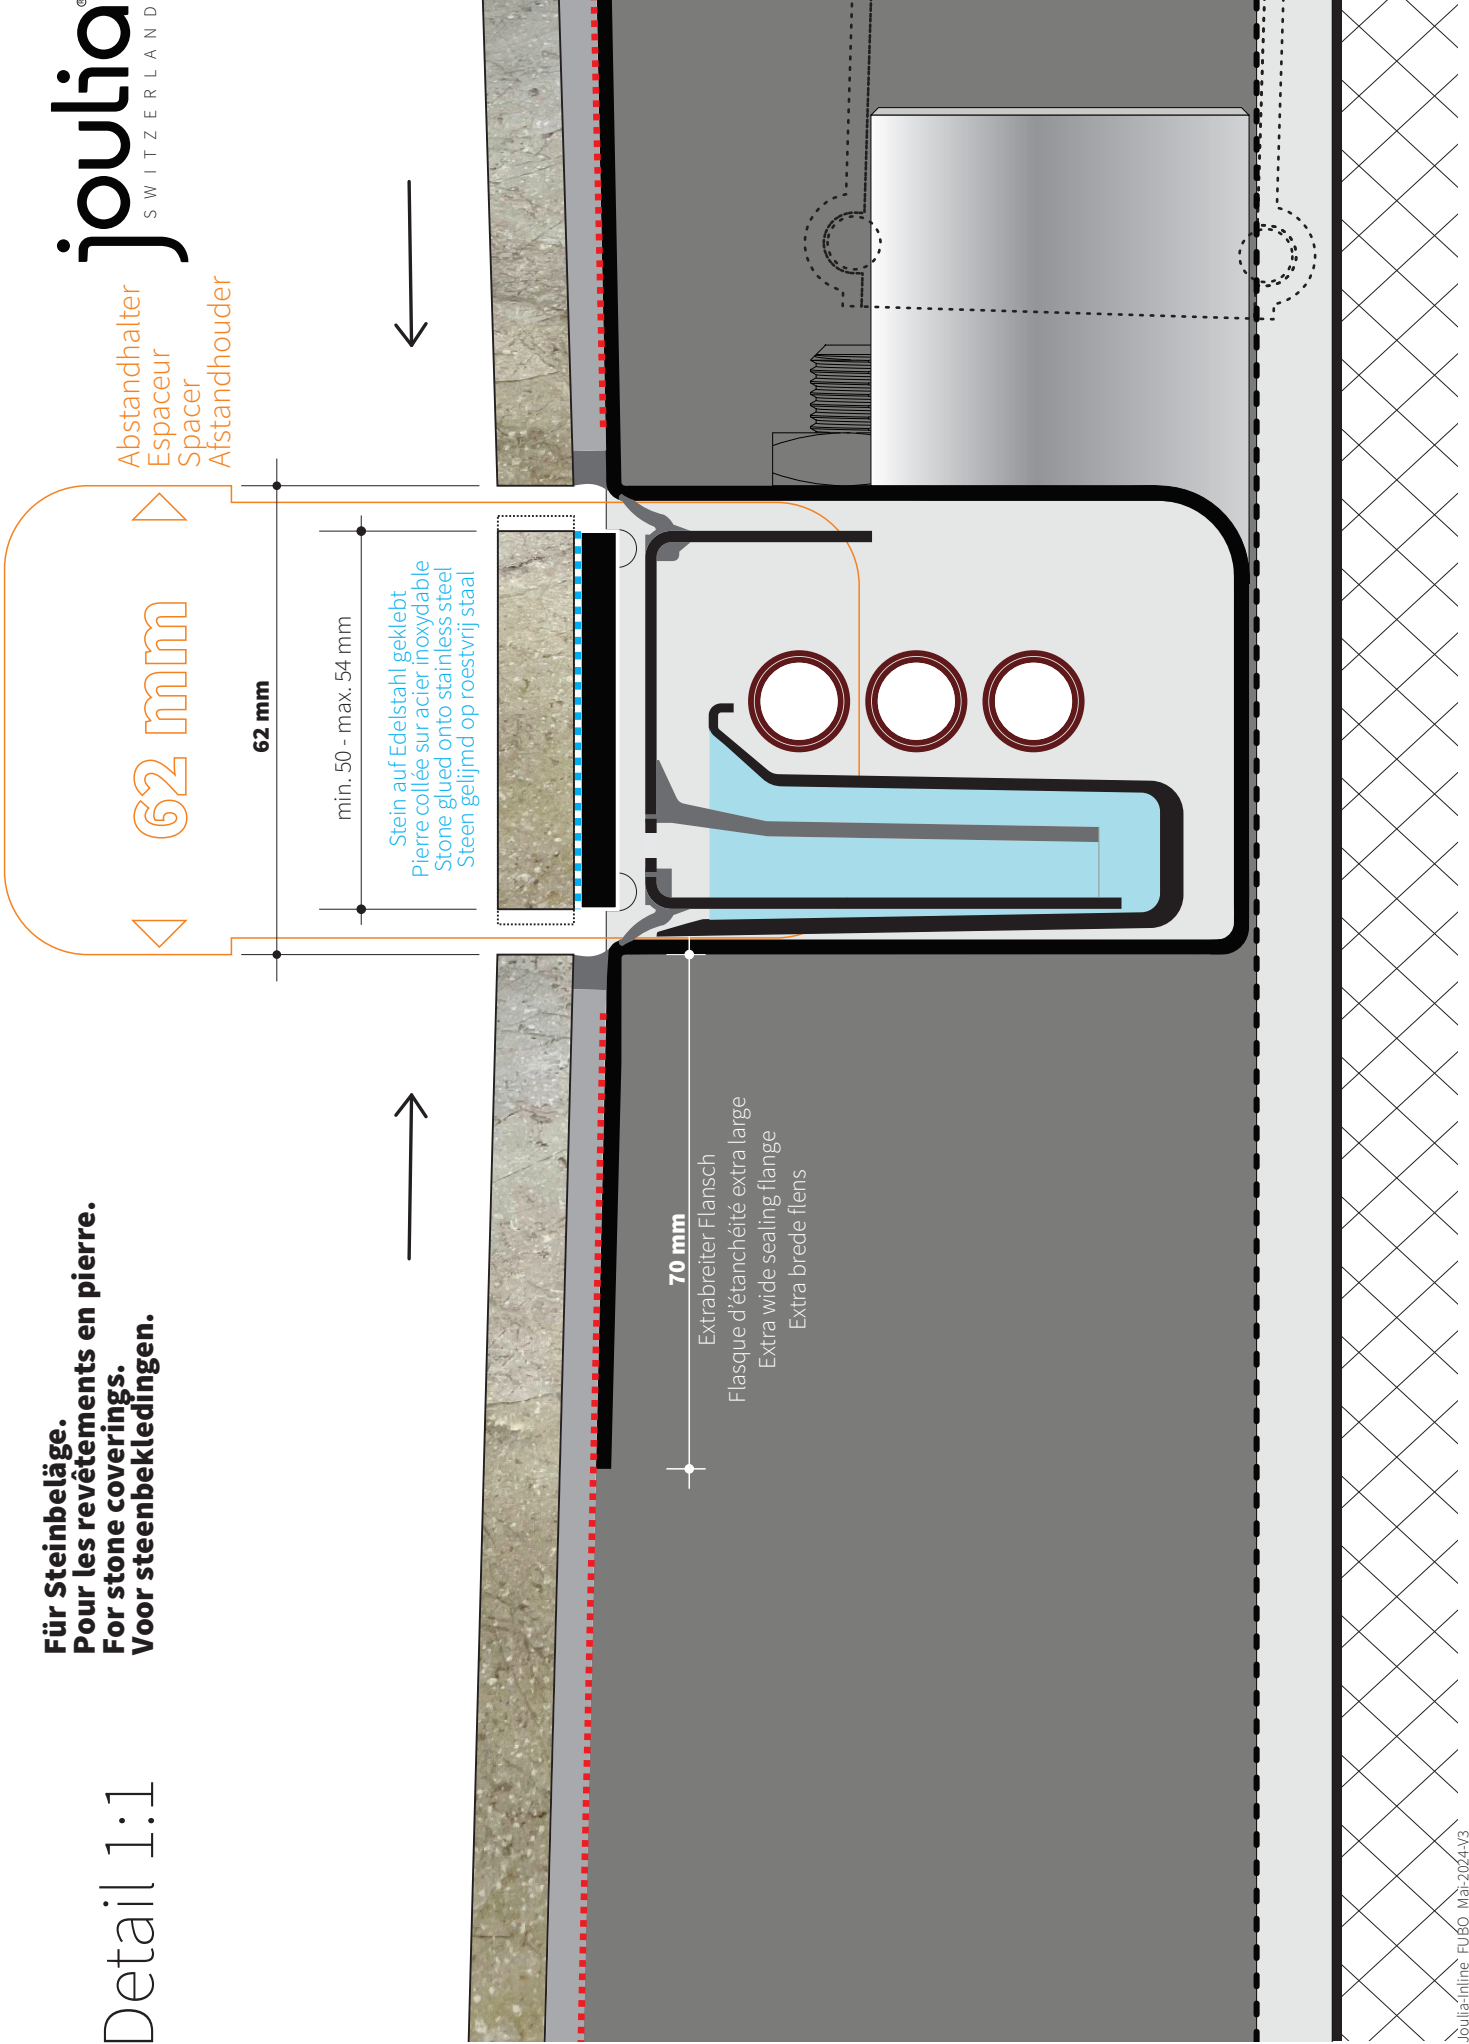 Detail 1:1
Für Steinbeläge.
Pour les revêtements en pierre.
For stone coverings.
Voor steenbekledingen.
joulia®
SWITZERLAND
Abstandhalter
Espaceur
Spacer
Afstandhouder
62 mm
62 mm
min. 50 - max. 54 mm
Stein auf Edelstahl geklebt
Pierre collée sur acier inoxydable
Stone glued onto stainless steel
Steen gelijmd op roestvrij staal
70 mm
Extrabreiter Flansch
Flasque d'étanchéité extra large
Extra wide sealing flange
Extra brede flens
Joulia-Inline FUBO Mai-2024-V3